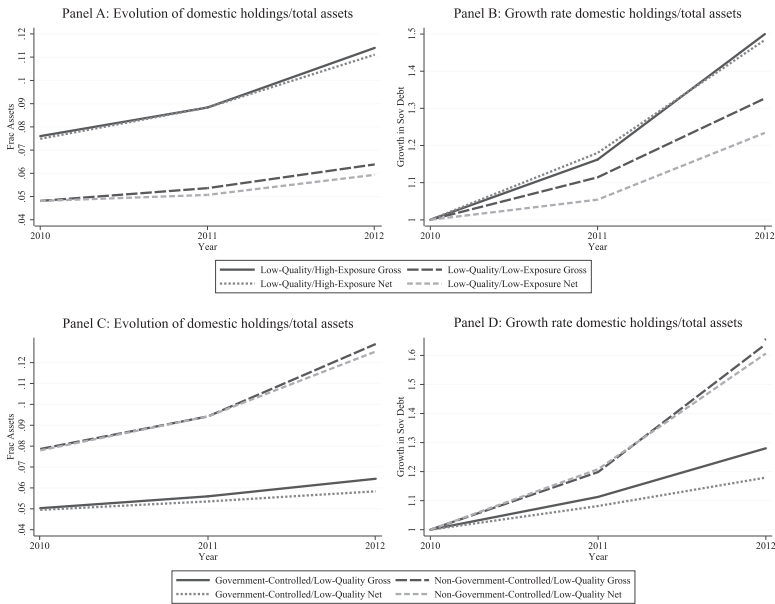 Panel A: Evolution of domestic holdings/total assets
Frac Assets
.12
.11
.1
.09
.08
.07
.06
.05
.04
2010
2011
2012
Year
Panel B: Growth rate domestic holdings/total assets
Growth in Sov Debt
1.5
1.4
1.3
1.2
1.1
1
2010
2011
2012
Year
Low-Quality/High-Exposure Gross
Low-Quality/Low-Exposure Gross
Low-Quality/High-Exposure Net
Low-Quality/Low-Exposure Net
Panel C: Evolution of domestic holdings/total assets
Frac Assets
.12
.11
.1
.09
.08
.07
.06
.05
.04
2010
2011
2012
Year
Panel D: Growth rate domestic holdings/total assets
Growth in Sov Debt
1.6
1.5
1.4
1.3
1.2
1.1
1
2010
2011
2012
Year
Government-Controlled/Low-Quality Gross
Non-Government-Controlled/Low-Quality Gross
Government-Controlled/Low-Quality Net
Non-Government-Controlled/Low-Quality Net